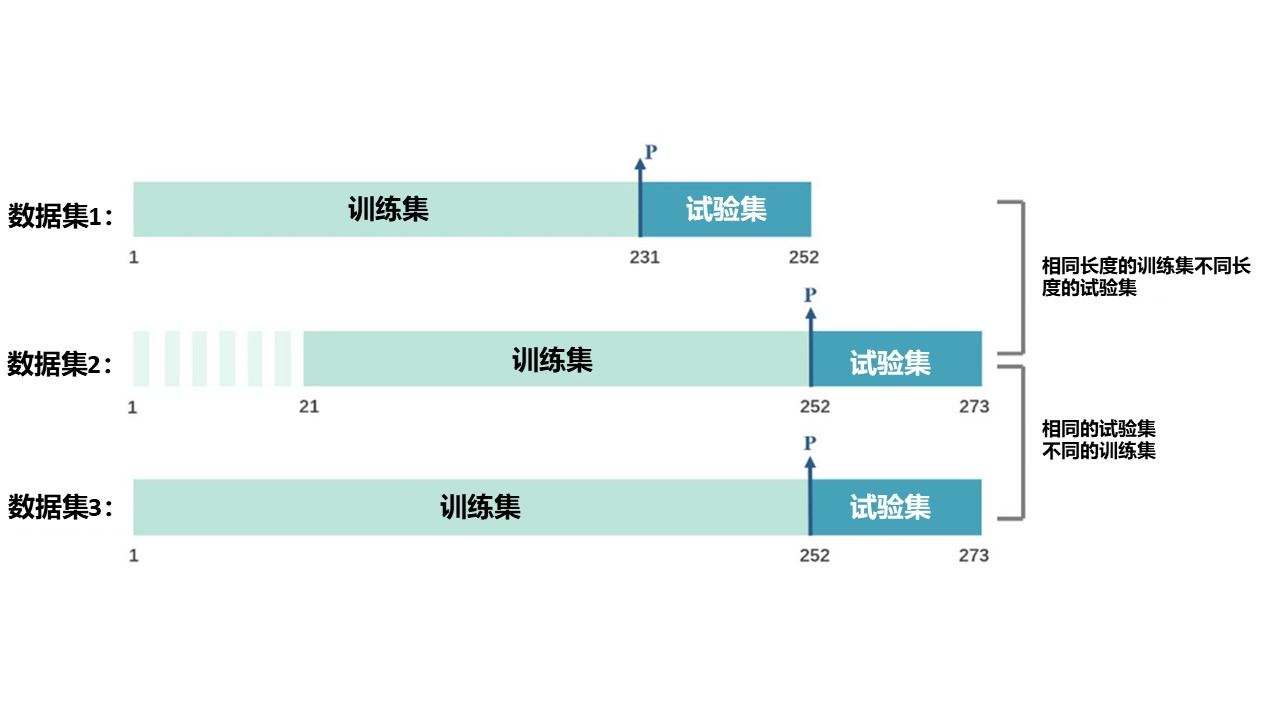 P
数据集1：
训练集
试验集
1
231
252
相同长度的训练集不同长
度的试验集
P
数据集2：
训练集
试验集
1
21
252
273
相同的试验集
不同的训练集
P
数据集3：
训练集
试验集
1
252
273